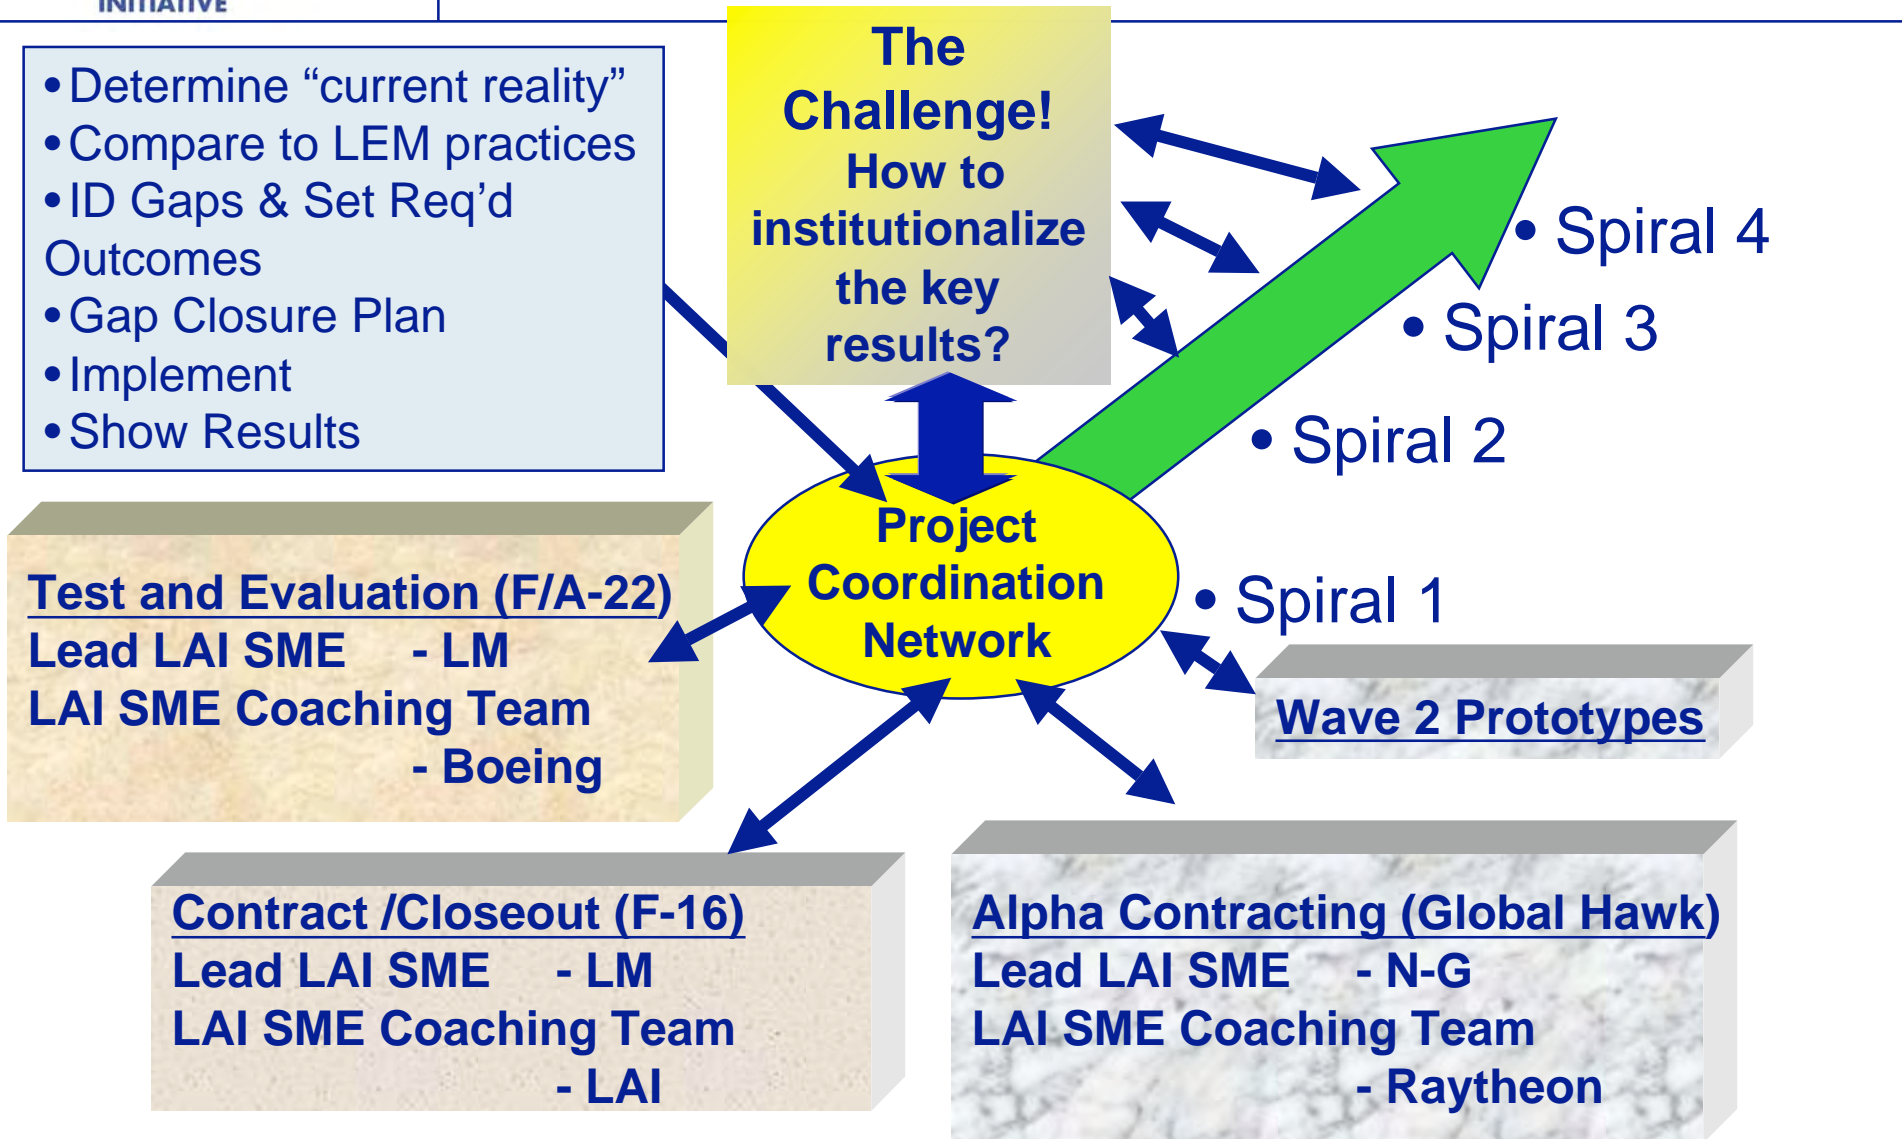 INITIATIVE
• Determine “current reality”
• Compare to LEM practices
• ID Gaps & Set Req’d
Outcomes
• Gap Closure Plan
• Implement
• Show Results
The
Challenge!
How to
institutionalize
the key
results?
• Spiral 4
• Spiral 3
• Spiral 2
• Spiral 1
Project
Coordination
Network
Test and Evaluation (F/A-22)
Lead LAI SME - LM
LAI SME Coaching Team
- Boeing
Wave 2 Prototypes
Contract /Closeout (F-16)
Lead LAI SME - LM
LAI SME Coaching Team
- LAI
Alpha Contracting (Global Hawk)
Lead LAI SME - N-G
LAI SME Coaching Team
- Raytheon